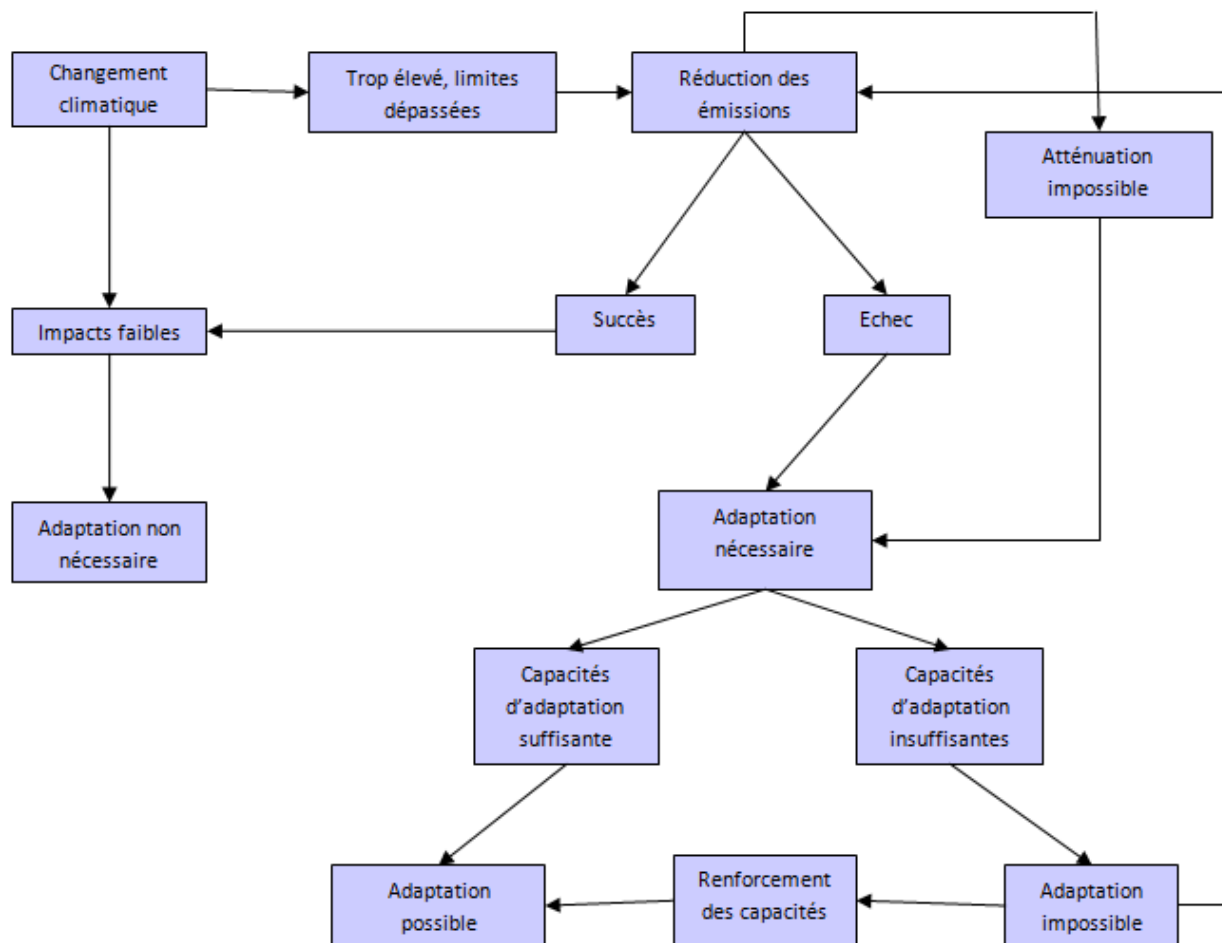 Changement
climatique
Trop élevé, limites
dépassées
Réduction des
émissions
Atténuation
impossible
Impacts faibles
Succès
Echec
Adaptation non
nécessaire
Adaptation
nécessaire
Capacités
d’adaptation
suffisante
Capacités
d’adaptation
insuffisantes
Adaptation
possible
Renforcement
des capacités
Adaptation
impossible